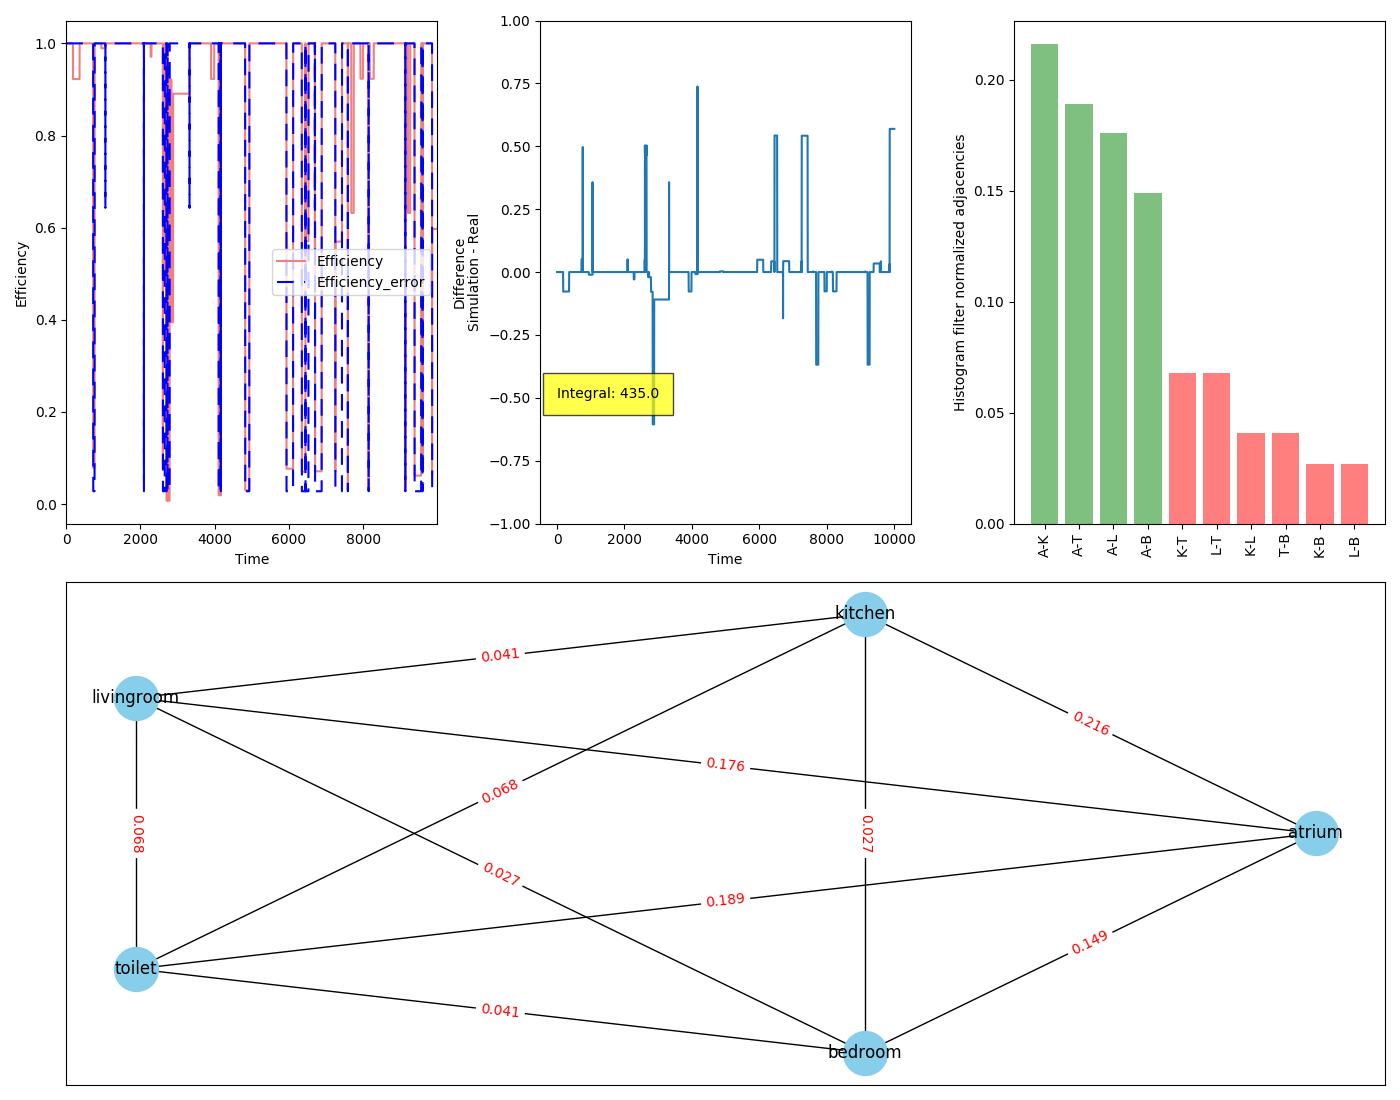 Efficiency
1.0
0.8
0.6
0.4
0.2
0.0
0
2000
4000
6000
8000
Time
Efficiency
Efficiency_error
Difference
Simulation - Real
1.00
0.75
0.50
0.25
0.00
−0.25
−0.50
−0.75
−1.00
0
2000
4000
6000
8000
10000
Time
Integral: 435.0
Histogram filter normalized adjacencies
0.20
0.15
0.10
0.05
0.00
A-K
A-T
A-L
A-B
K-T
L-T
K-L
T-B
K-B
L-B
kitchen
0.041
livingroom
0.216
0.176
0.068
0.068
0.027
atrium
0.027
0.189
0.149
toilet
0.041
bedroom